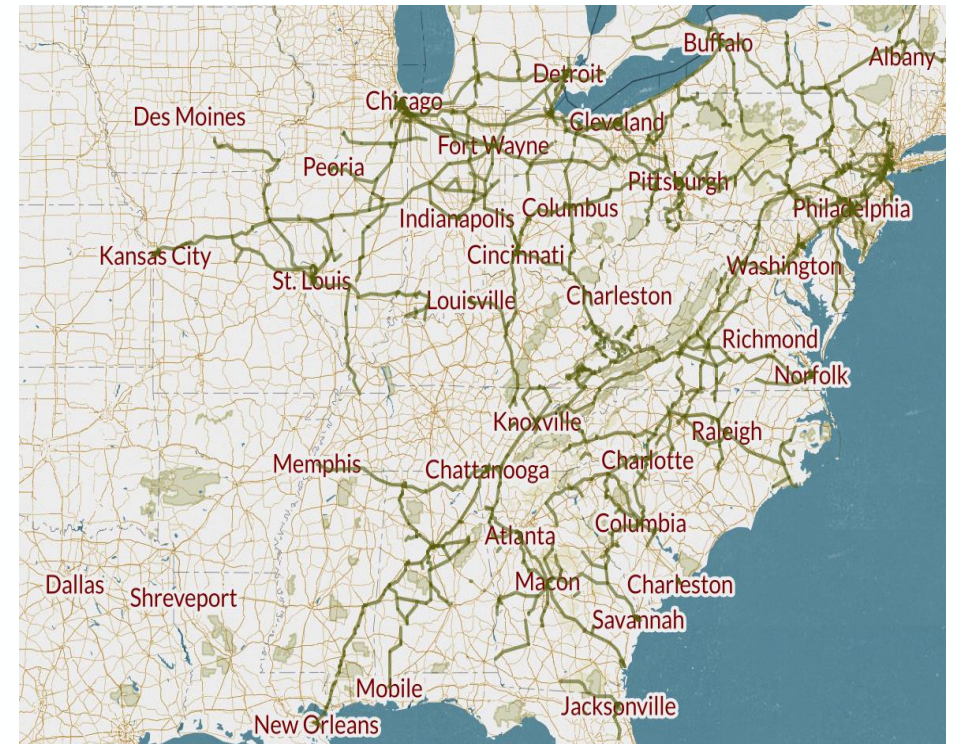 Buffalo
Albany
Detroit
Chicago
Des Moines
Cleveland
Fort Wayne
Peoria
Pittsburgh
Indianapolis
Columbus
Philadelphia
Kansas City
Cincinnati
Washington
St. Louis
Louisville
Charleston
Richmond
Norfolk
Knoxville
Raleigh
Memphis
Chattanooga
Charlotte
Columbia
Atlanta
Dallas
Shreveport
Macon
Charleston
Savannah
Mobile
Jacksonville
New Orleans